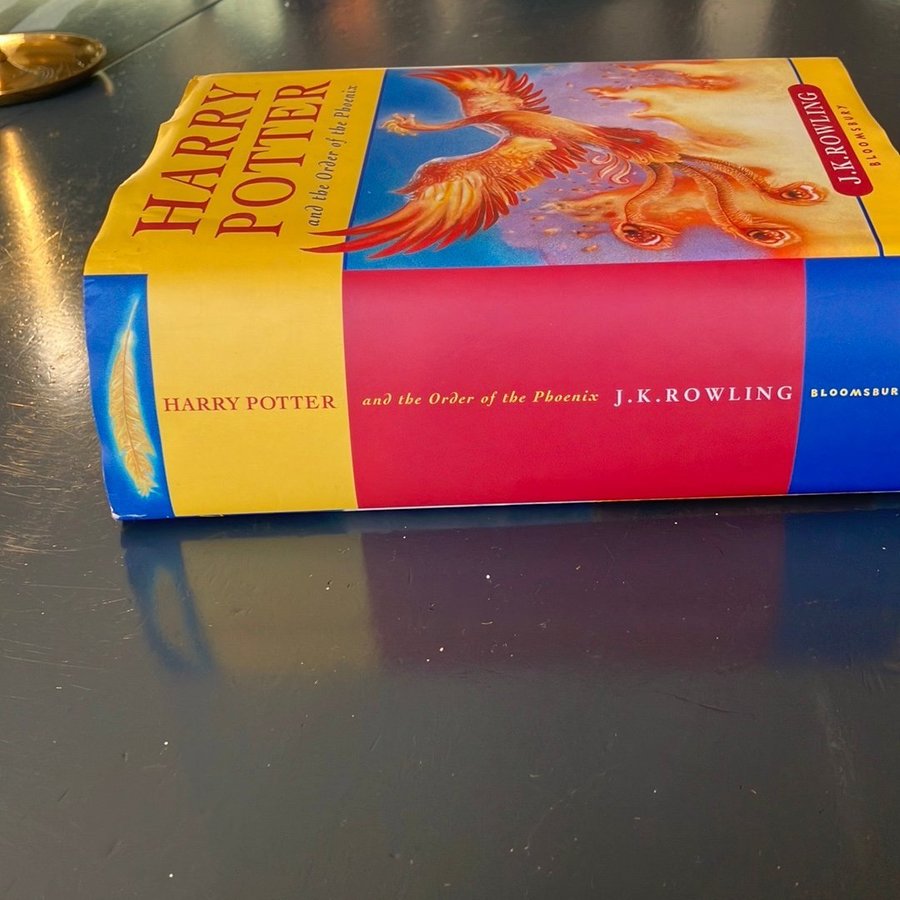 HARRY
POTTER
and the Order of the Phoenix
J.K.ROWLING
BLOOMSBURY
HARRY POTTER and the Order of the Phoenix J.K.ROWLING BLOOMSBUR